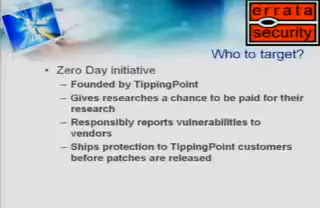 errata
security
Who to target?
• Zero Day initiative
– Founded by TippingPoint
– Gives researches a chance to be paid for their
research
– Responsibly reports vulnerabilities to
vendors
– Ships protection to TippingPoint customers
before patches are released